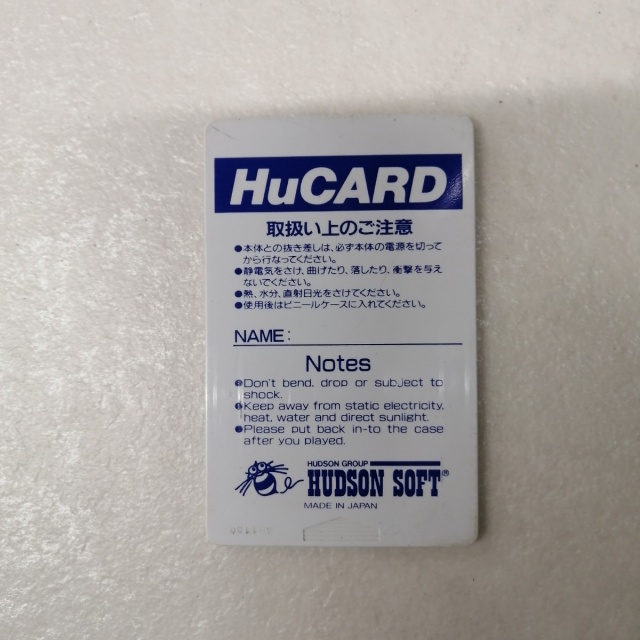 HuCARD
取扱い上のご注意
●本体との抜き差しは、必ず本体の電源を切って
から行なってください。
●静電気をさけ、曲げたり、落したり、衝撃を与え
ないでください。
●熱、水分、直射日光をさけてください。
●使用後はビニールケースに入れてください。
NAME:
Notes
●Don't bend, drop or subject to
shock.
●Keep away from static electricity,
heat, water and direct sunlight.
●Please put back in-to the case
after you played.
HUDSON GROUP
HUDSON SOFT®
MADE IN JAPAN